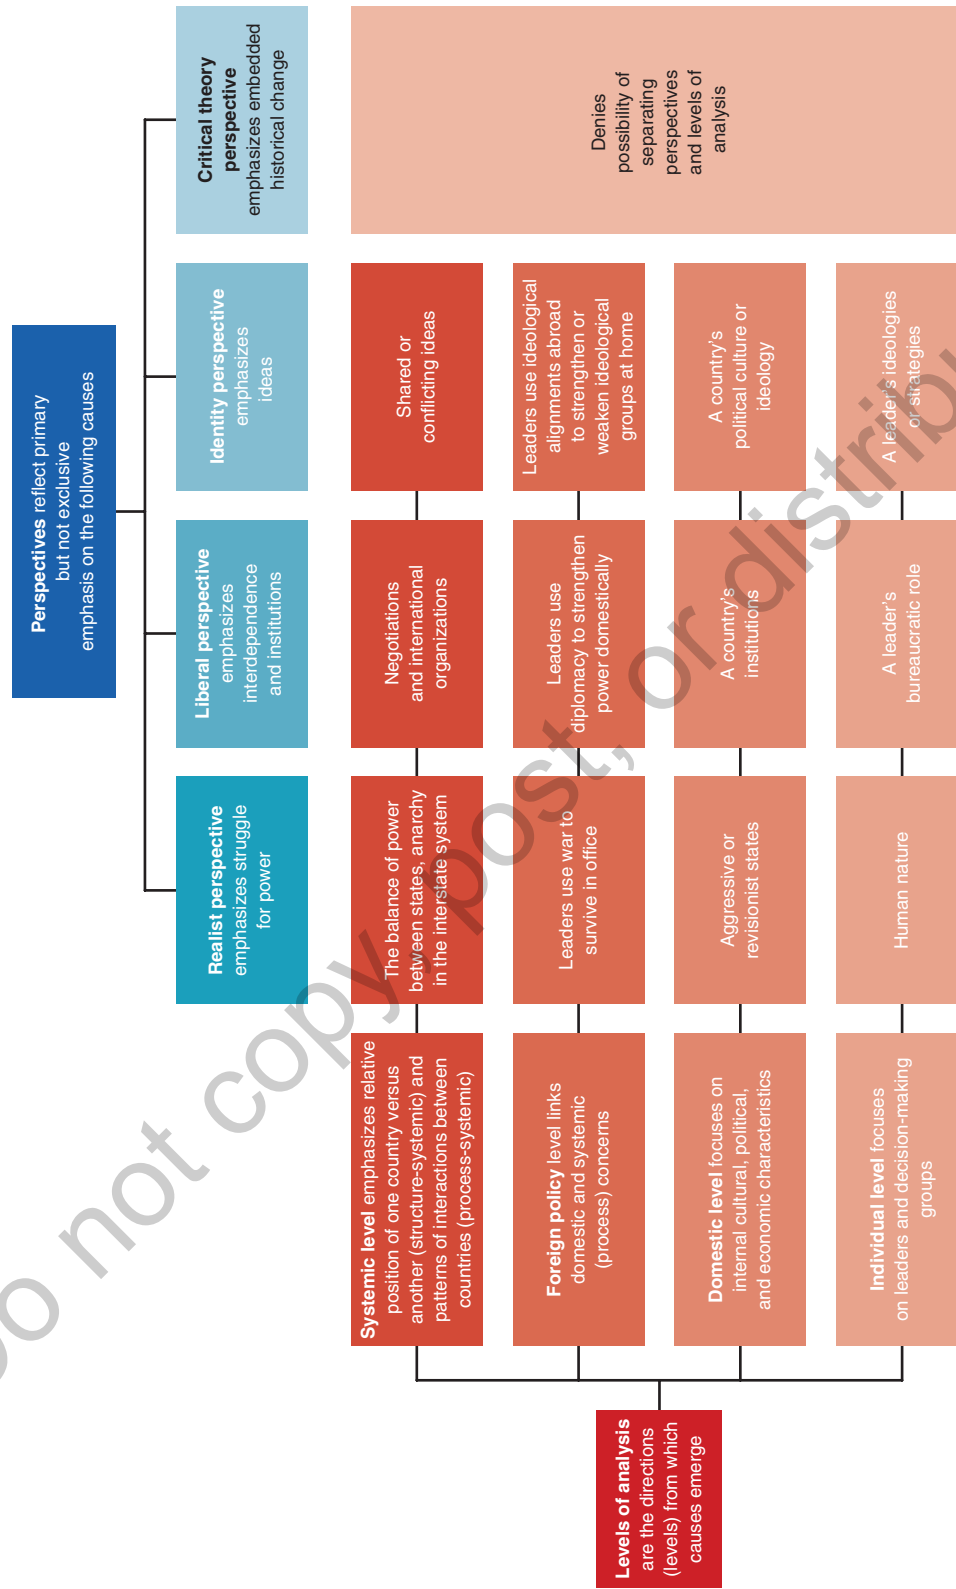 Perspectives reflect primary
but not exclusive
emphasis on the following causes
Realist perspective
emphasizes struggle
for power
Liberal perspective
emphasizes
interdependence
and institutions
Identity perspective
emphasizes
ideas
Critical theory
perspective
emphasizes embedded
historical change
Levels of analysis
are the directions
(levels) from which
causes emerge
Systemic level emphasizes relative
position of one country versus
another (structure-systemic) and
patterns of interactions between
countries (process-systemic)
The balance of power
between states, anarchy
in the interstate system
Negotiations
and international
organizations
Shared or
conflicting ideas
Denies
possibility of
separating
perspectives
and levels of
analysis
Foreign policy level links
domestic and systemic
(process) concerns
Leaders use war to
survive in office
Leaders use
diplomacy to strengthen
power domestically
Leaders use ideological
alignments abroad
to strengthen or
weaken ideological
groups at home
Domestic level focuses on
internal cultural, political,
and economic characteristics
Aggressive or
revisionist states
A country's
institutions
A country's
political culture or
ideology
Individual level focuses
on leaders and decision-making
groups
Human nature
A leader's
bureaucratic role
A leader's ideologies
or strategies
not copy, post, or